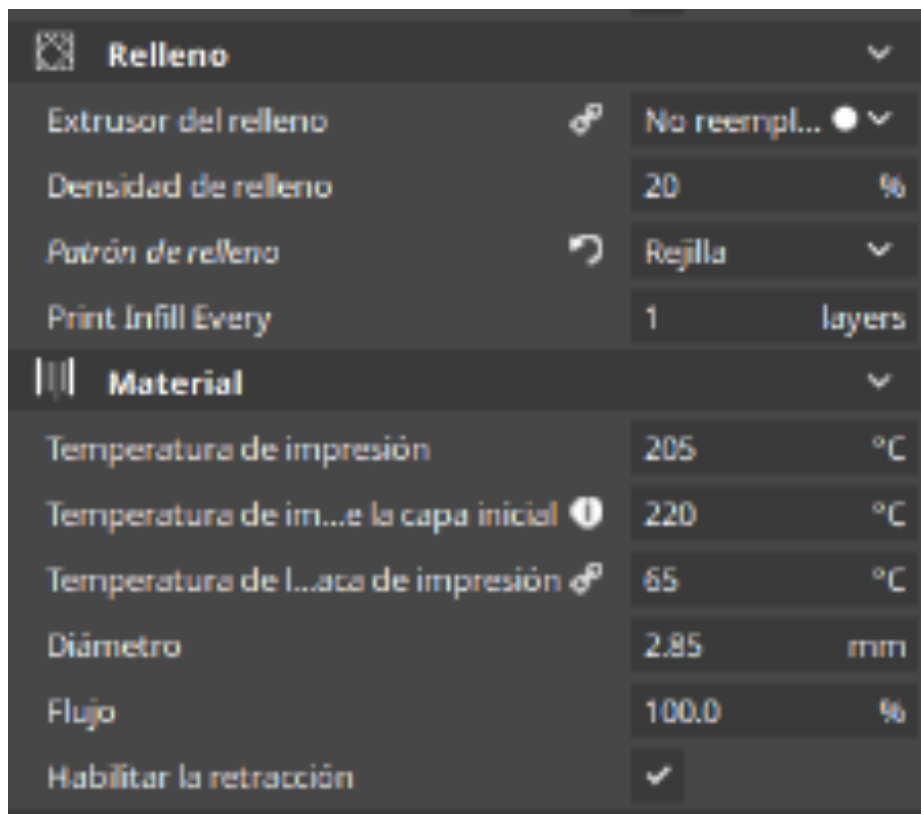 Relleno
Extrusor del relleno No reempl...
Densidad de relleno 20 %
Patrón de relleno Rejilla
Print Infill Every 1 layers
Material
Temperatura de impresión 205 °C
Temperatura de im...e la capa inicial 220 °C
Temperatura de l...aca de impresión 65 °C
Diámetro 2.85 mm
Flujo 100.0 %
Habilitar la retracción